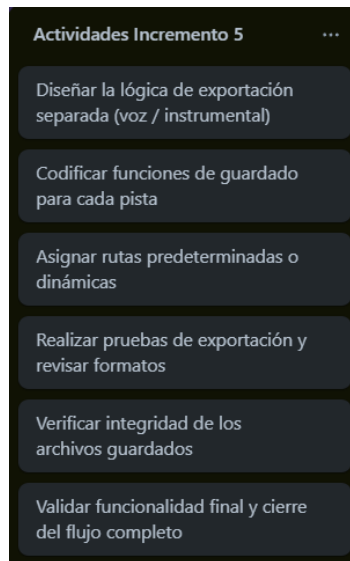 Actividades Incremento 5 ...
Diseñar la lógica de exportación
separada (voz / instrumental)
Codificar funciones de guardado
para cada pista
Asignar rutas predeterminadas o
dinámicas
Realizar pruebas de exportación y
revisar formatos
Verificar integridad de los
archivos guardados
Validar funcionalidad final y cierre
del flujo completo